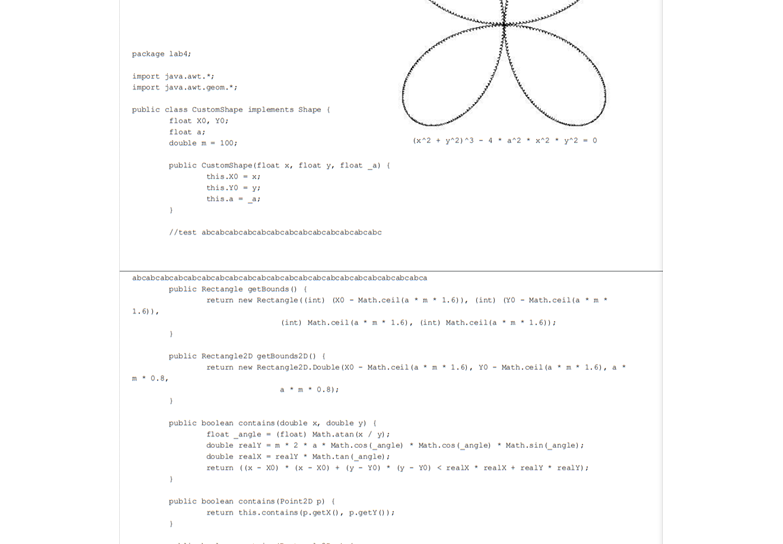 package lab4;
import java.awt.*;
import java.awt.geom.*;
public class CustomShape implements Shape {
float X0, Y0;
float a;
double m = 100;
(x^2 + y^2)^3 - 4 * a^2 * x^2 * y^2 = 0
public CustomShape(float x, float y, float _a) {
this.X0 = x;
this.Y0 = y;
this.a = _a;
}
//test abcabcabcabcabcabcabcabcabcabcabcabcabc
abcabcabcabcabcabcabcabcabcabcabcabcabcabcabcabcabcabcabcabcabca
public Rectangle getBounds() {
return new Rectangle((int) (X0 - Math.ceil(a * m * 1.6)), (int) (Y0 - Math.ceil(a * m *
1.6)),
(int) Math.ceil(a * m * 1.6), (int) Math.ceil(a * m * 1.6));
}
public Rectangle2D getBounds2D() {
return new Rectangle2D.Double(X0 - Math.ceil(a * m * 1.6), Y0 - Math.ceil(a * m * 1.6), a *
m * 0.8,
a * m * 0.8);
}
public boolean contains(double x, double y) {
float _angle = (float) Math.atan(x / y);
double realY = m * 2 * a * Math.cos(_angle) * Math.cos(_angle) * Math.sin(_angle);
double realX = realY * Math.tan(_angle);
return ((x - X0) * (x - X0) + (y - Y0) * (y - Y0) < realX * realX + realY * realY);
}
public boolean contains(Point2D p) {
return this.contains(p.getX(), p.getY());
}